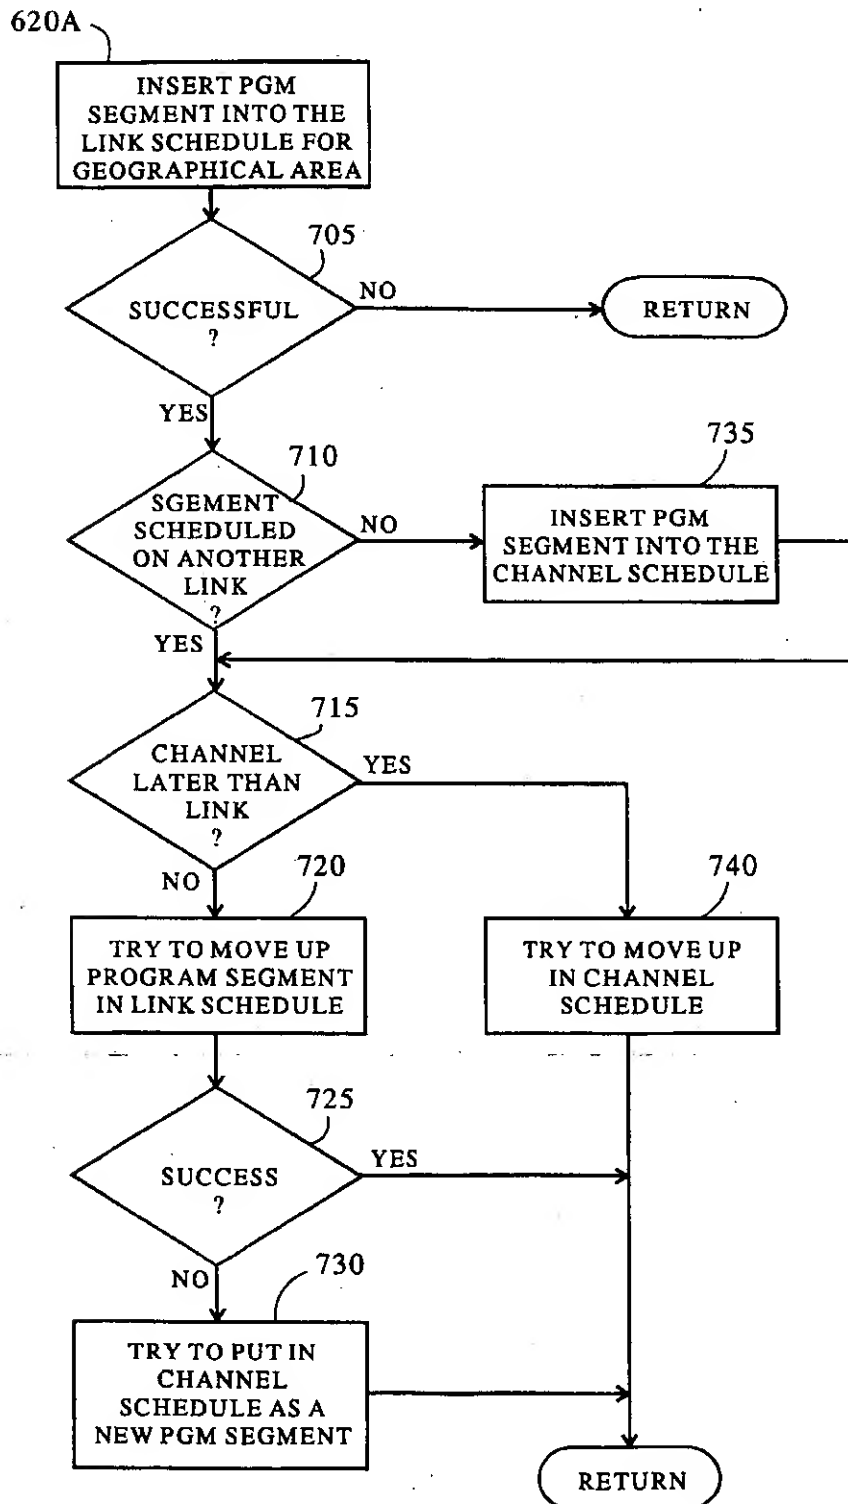 620A
INSERT PGM
SEGMENT INTO THE
LINK SCHEDULE FOR
GEOGRAPHICAL AREA
705
SUCCESSFUL
?
NO
RETURN
YES
710
SGEMENT
SCHEDULED
ON ANOTHER
LINK
?
NO
735
INSERT PGM
SEGMENT INTO THE
CHANNEL SCHEDULE
YES
715
CHANNEL
LATER THAN
LINK
?
YES
NO
720
TRY TO MOVE UP
PROGRAM SEGMENT
IN LINK SCHEDULE
740
TRY TO MOVE UP
IN CHANNEL
SCHEDULE
725
SUCCESS
?
YES
NO
730
TRY TO PUT IN
CHANNEL
SCHEDULE AS A
NEW PGM SEGMENT
RETURN